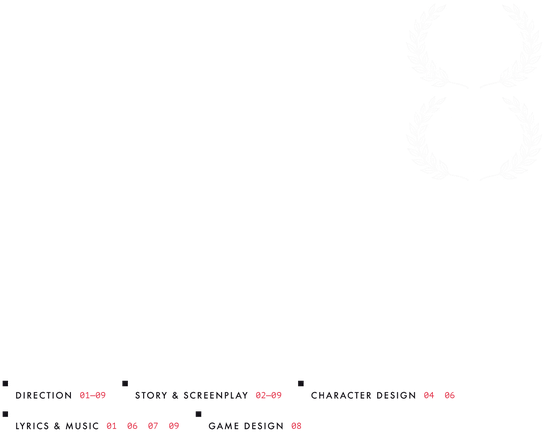 DIRECTION 01—09 STORY & SCREENPLAY 02—09 CHARACTER DESIGN 04 06
LYRICS & MUSIC 01 06 07 09 GAME DESIGN 08